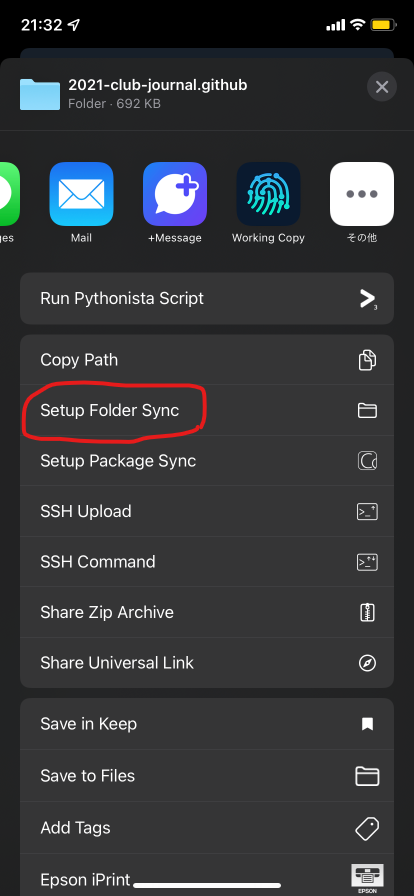 21:32
2021-club-journal.github
Folder · 692 KB
ges
Mail
+Message
Working Copy
その他
Run Pythonista Script
3
Copy Path
Setup Folder Sync
Setup Package Sync
SSH Upload
SSH Command
Share Zip Archive
Share Universal Link
Save in Keep
Save to Files
Add Tags
Epson iPrint
EPSON